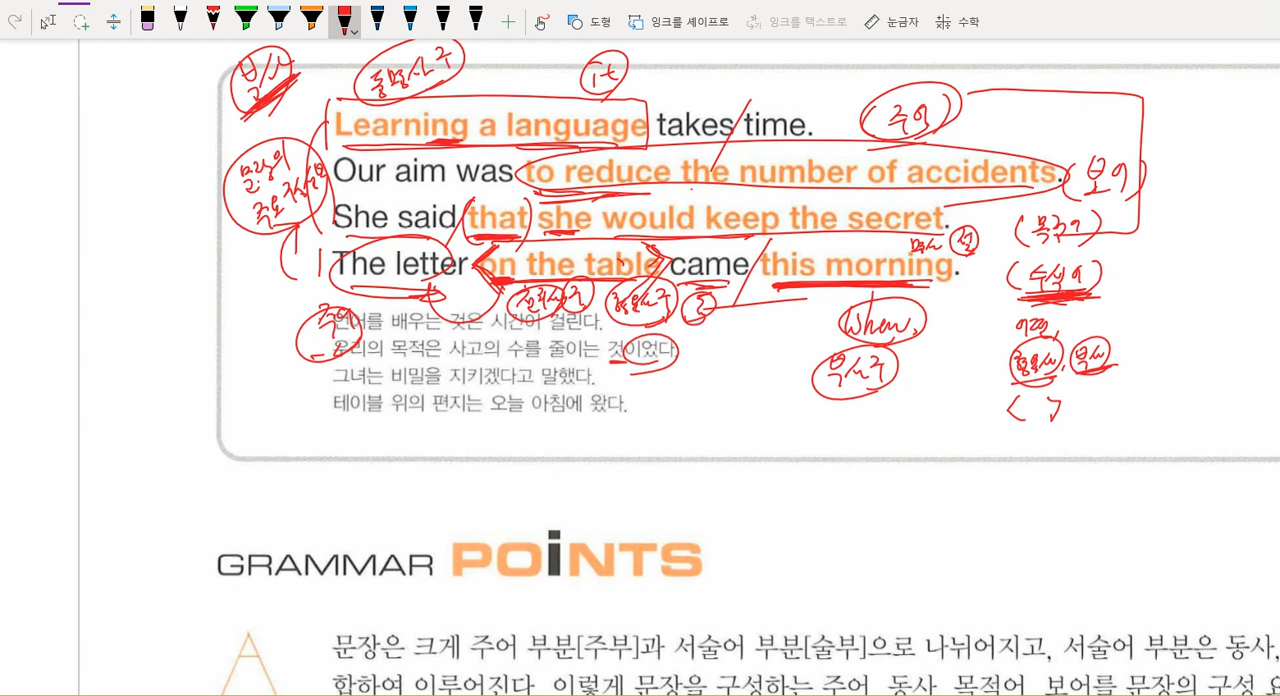 도형 잉크를 셰이프로 잉크를 텍스트로 눈금자 수학
동명사구 it
Learning a language takes time. (주어)
Our aim was to reduce the number of accidents. (보어)
She said that she would keep the secret. (목적어)
The letter on the table came this morning. (수식어)
명사
주어 전치사구 형용사구 동
when,
부사구
형용사, 부사
< >
언어를 배우는 것은 시간이 걸린다.
우리의 목적은 사고의 수를 줄이는 것이었다.
그녀는 비밀을 지키겠다고 말했다.
테이블 위의 편지는 오늘 아침에 왔다.
GRAMMAR POiNTS
A
문장은 크게 주어 부분[주부]과 서술어 부분[술부]으로 나뉘어지고, 서술어 부분은 동사,
함하여 이루어진다. 이렇게 문장을 구성하는 주어, 동사, 목적어, 보어를 문장의 구성 요